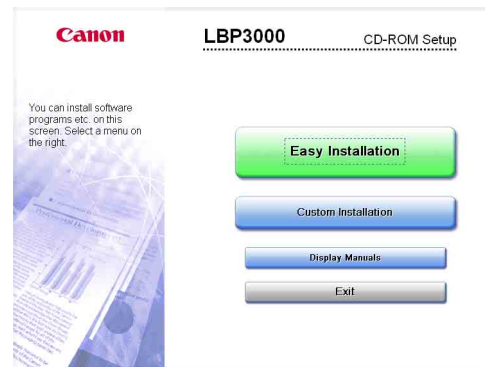 Canon
LBP3000
CD-ROM Setup
You can install software
programs etc. on this
screen. Select a menu on
the right.
Easy Installation
Custom Installation
Display Manuals
Exit